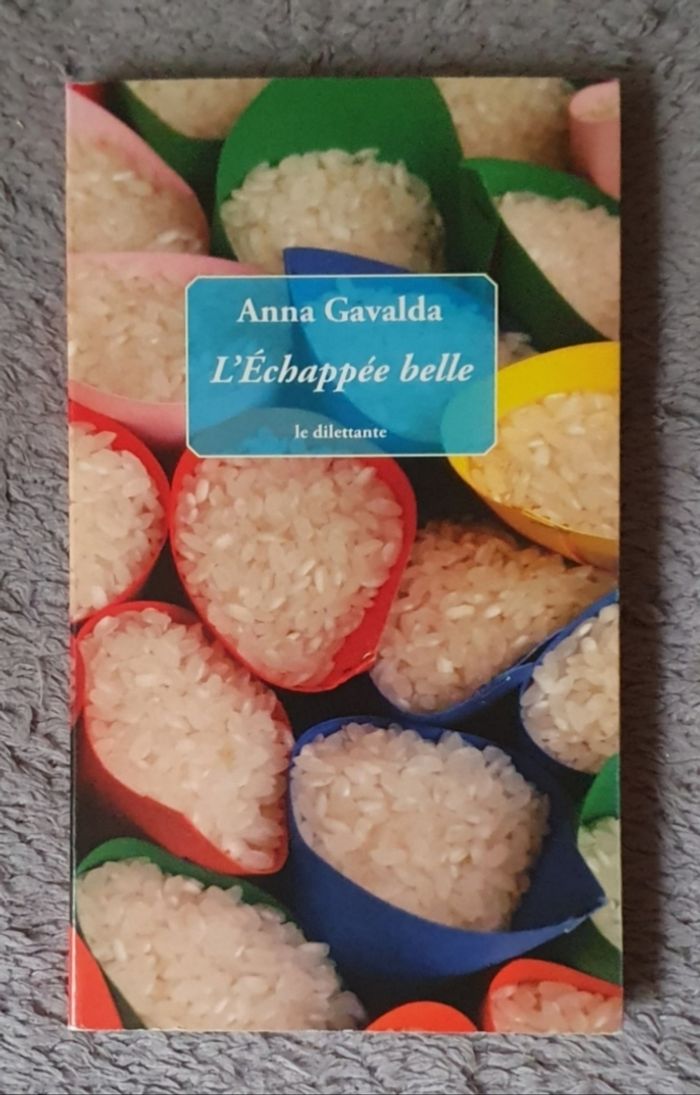 Anna Gavalda
L'Échappée belle
le dilettante